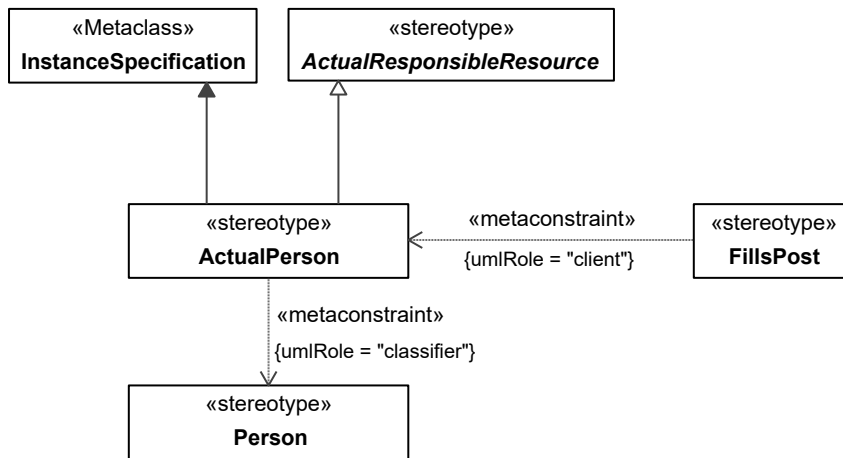 «Metaclass»
InstanceSpecification
«stereotype»
ActualResponsibleResource
«stereotype»
ActualPerson
«metaconstraint»
{umlRole = "client"}
«stereotype»
FillsPost
«metaconstraint»
{umlRole = "classifier"}
«stereotype»
Person